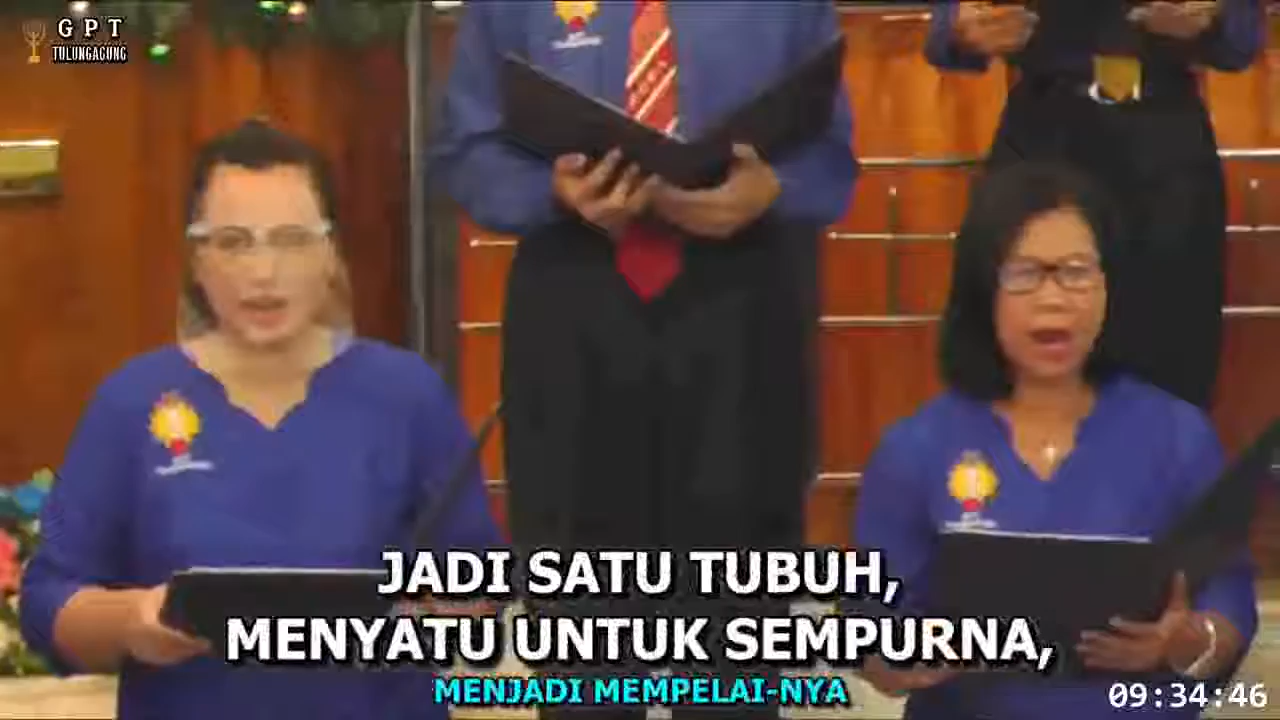 GPT
TULUNGAGUNG
JADI SATU TUBUH,
MENYATU UNTUK SEMPURNA,
MENJADI MEMPELAI-NYA
09:34:46